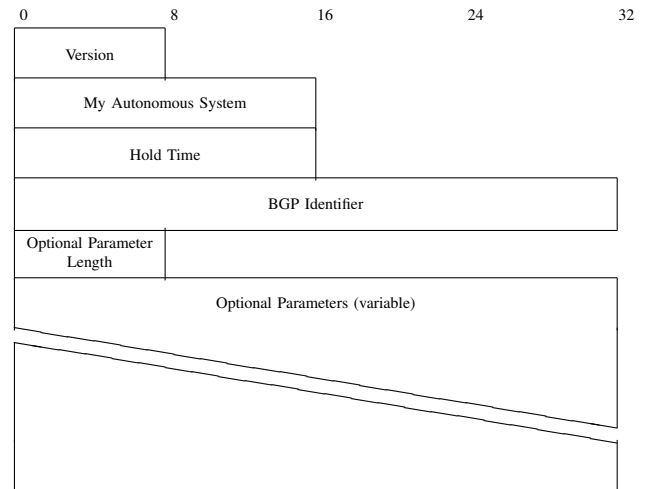 0 8 16 24 32
Version
My Autonomous System
Hold Time
BGP Identifier
Optional Parameter
Length
Optional Parameters (variable)